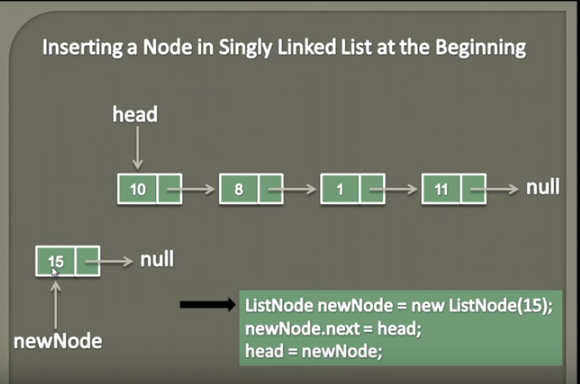 Inserting a Node in Singly Linked List at the Beginning
head
10 8 1 11 null
15 null
newNode
ListNode newNode = new ListNode(15);
newNode.next = head;
head = newNode;